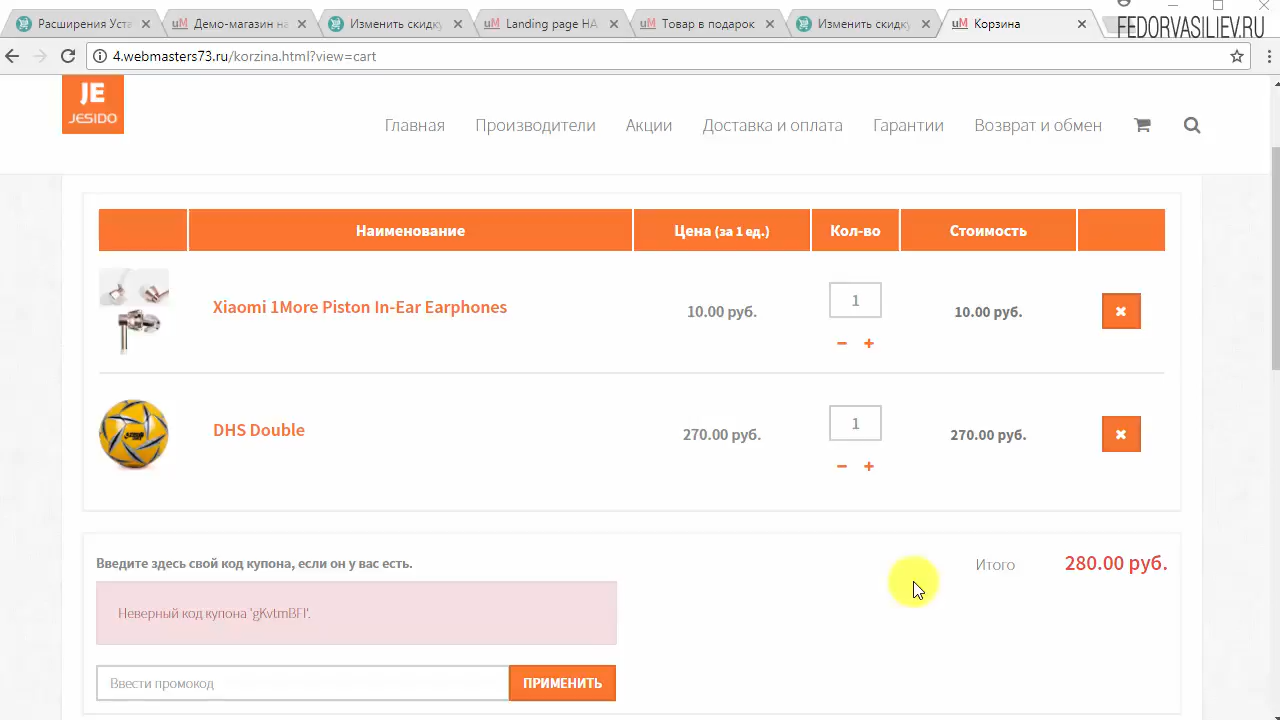 Расширения Уста
Демо-магазин на
Изменить скидку
Landing page НА
Товар в подарок
Изменить скидку
Корзина
FEDORVASILIEV.RU
4.webmasters73.ru/korzina.html?view=cart
JE
JESIDO
Главная
Производители
Акции
Доставка и оплата
Гарантии
Возврат и обмен
Наименование
Цена (за 1 ед.)
Кол-во
Стоимость
Xiaomi 1More Piston In-Ear Earphones
10.00 руб.
1
10.00 руб.
DHS Double
270.00 руб.
1
270.00 руб.
Введите здесь свой код купона, если он у вас есть.
Итого
280.00 руб.
Неверный код купона 'gKvtmBFI'.
Ввести промокод
ПРИМЕНИТЬ